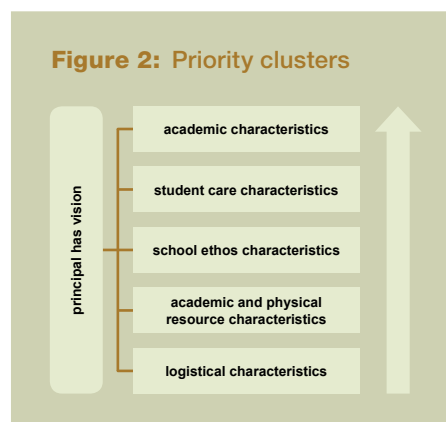 Figure 2: Priority clusters
principal has vision
academic characteristics
student care characteristics
school ethos characteristics
academic and physical
resource characteristics
logistical characteristics